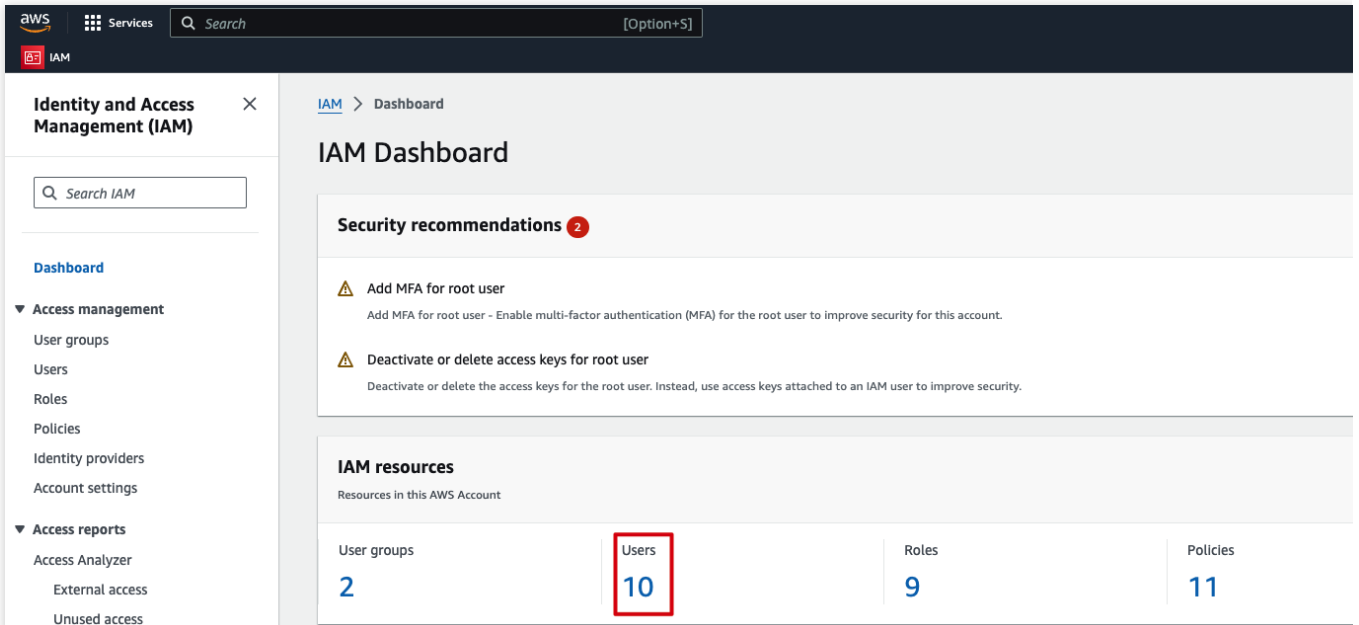 aws
Services
Search
[Option+S]
IAM
Identity and Access
Management (IAM)
Search IAM
Dashboard
Access management
User groups
Users
Roles
Policies
Identity providers
Account settings
Access reports
Access Analyzer
External access
Unused access
IAM > Dashboard
IAM Dashboard
Security recommendations 2
Add MFA for root user
Add MFA for root user - Enable multi-factor authentication (MFA) for the root user to improve security for this account.
Deactivate or delete access keys for root user
Deactivate or delete the access keys for the root user. Instead, use access keys attached to an IAM user to improve security.
IAM resources
Resources in this AWS Account
User groups
2
Users
10
Roles
9
Policies
11